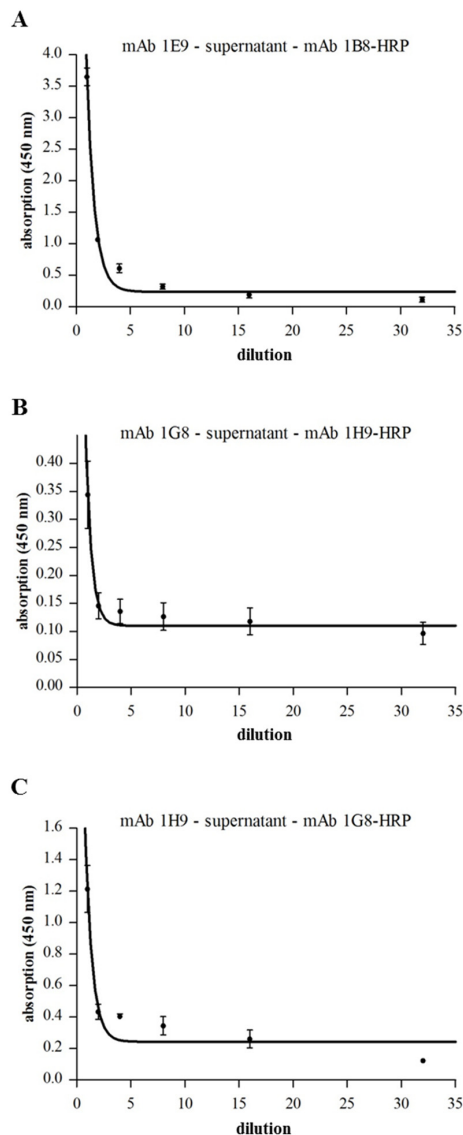 A
mAb 1E9 - supernatant - mAb 1B8-HRP
absorption (450 nm)
4.0
3.5
3.0
2.5
2.0
1.5
1.0
0.5
0.0
0 5 10 15 20 25 30 35
dilution
B
mAb 1G8 - supernatant - mAb 1H9-HRP
absorption (450 nm)
0.40
0.35
0.30
0.25
0.20
0.15
0.10
0.05
0.00
0 5 10 15 20 25 30 35
dilution
C
mAb 1H9 - supernatant - mAb 1G8-HRP
absorption (450 nm)
1.6
1.4
1.2
1.0
0.8
0.6
0.4
0.2
0.0
0 5 10 15 20 25 30 35
dilution